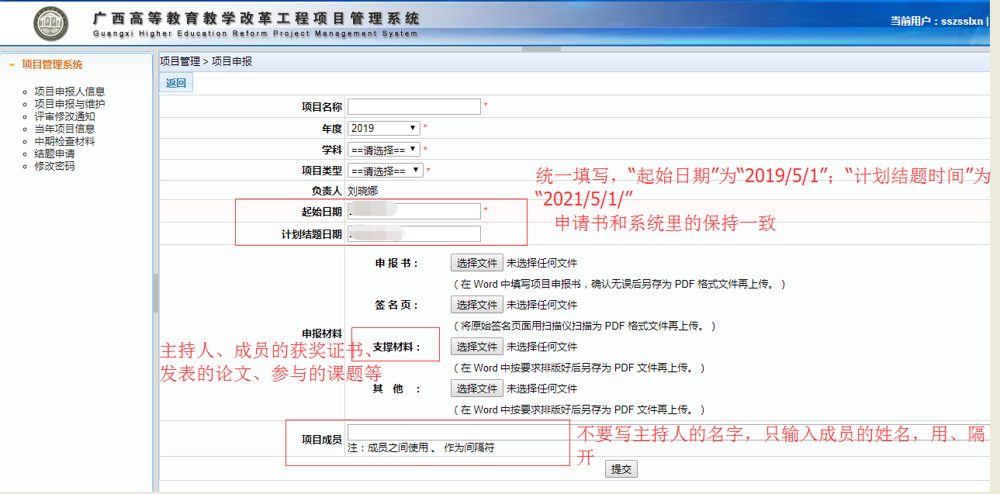 广西高等教育教学改革工程项目管理系统
Guangxi Higher Education Reform Project Management System
当前用户：sszsslxn |
项目管理系统
项目申报人信息
项目申报与维护
评审修改通知
当年项目信息
中期检查材料
结题申请
修改密码
项目管理 > 项目申报
返回
项目名称 *
年度 2019 *
学科 ==请选择== *
项目类型 ==请选择== *
负责人 刘晓娜
起始日期 *
计划结题日期
统一填写，“起始日期”为“2019/5/1”；“计划结题时间”为
“2021/5/1/”
申请书和系统里的保持一致
申报材料
申 报 书： 选择文件 未选择任何文件
（在 Word 中填写项目申报书，确认无误后另存为 PDF 格式文件再上传。）
签 名 页： 选择文件 未选择任何文件
（将原始签名页面用扫描仪扫描为 PDF 格式文件再上传。）
支撑材料： 选择文件 未选择任何文件
（在 Word 中按要求排版好后另存为 PDF 文件再上传。）
其 他 ： 选择文件 未选择任何文件
（在 Word 中按要求排版好后另存为 PDF 文件再上传。）
主持人、成员的获奖证书、
发表的论文、参与的课题等
项目成员
注：成员之间使用 、 作为间隔符
不要写主持人的名字，只输入成员的姓名，用、隔
开
提交